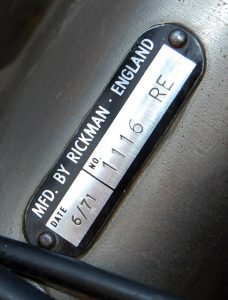 MFD. BY RICKMAN · ENGLAND
DATE 6/71 NO. 1116 RE